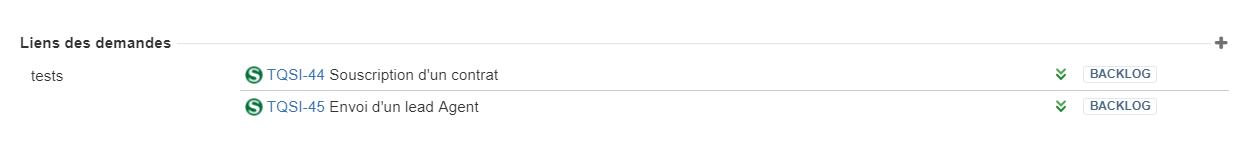 Liens des demandes
tests
TQSI-44 Souscription d'un contrat BACKLOG
TQSI-45 Envoi d'un lead Agent BACKLOG